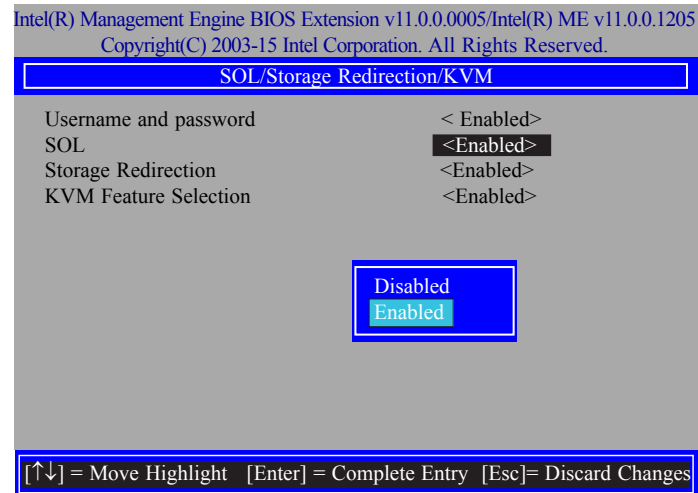 Intel(R) Management Engine BIOS Extension v11.0.0.0005/Intel(R) ME v11.0.0.1205
Copyright(C) 2003-15 Intel Corporation. All Rights Reserved.
SOL/Storage Redirection/KVM
Username and password < Enabled>
SOL <Enabled>
Storage Redirection <Enabled>
KVM Feature Selection <Enabled>
Disabled
Enabled
[↑↓] = Move Highlight [Enter] = Complete Entry [Esc]= Discard Changes